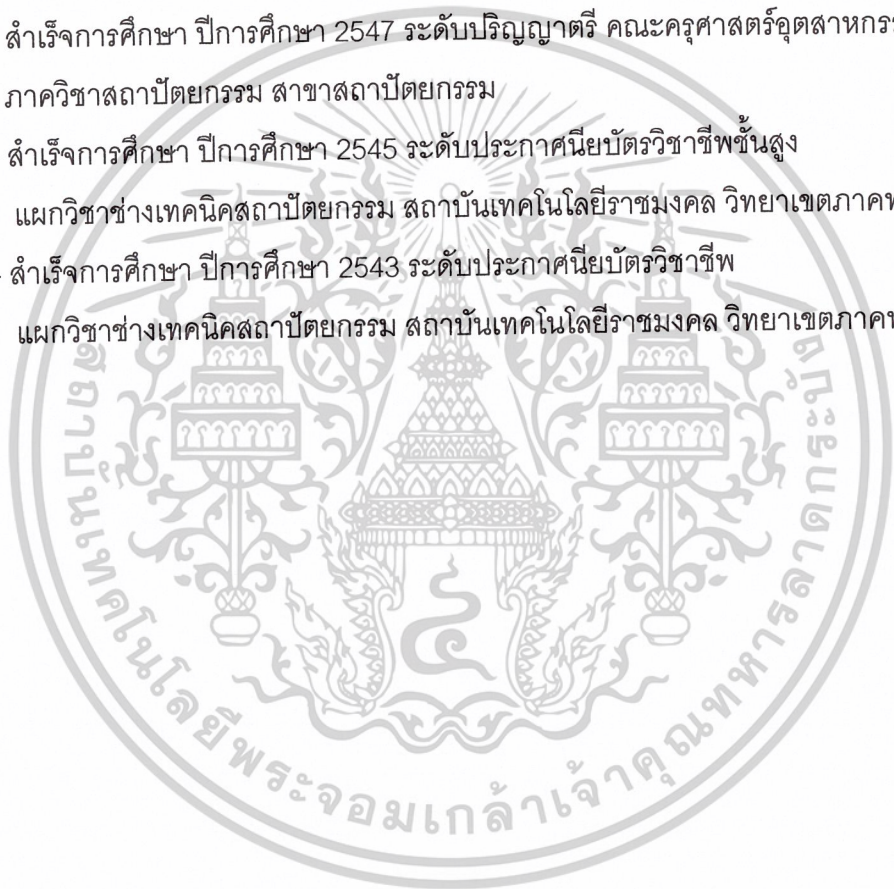 สำเร็จการศึกษา ปีการศึกษา 2547 ระดับปริญญาตรี คณะครุศาสตร์อุตสาหกรร
ภาควิชาสถาปัตยกรรม สาขาสถาปัตยกรรม
สำเร็จการศึกษา ปีการศึกษา 2545 ระดับประกาศนียบัตรวิชาชีพชั้นสูง
แผกวิชาช่างเทคนิคสถาปัตยกรรม สถาบันเทคโนโลยีราชมงคล วิทยาเขตภาคพ
สำเร็จการศึกษา ปีการศึกษา 2543 ระดับประกาศนียบัตรวิชาชีพ
แผกวิชาช่างเทคนิคสถาปัตยกรรม สถาบันเทคโนโลยีราชมงคล วิทยาเขตภาคพ
สถาบันเทคโนโลยีพระจอมเกล้าเจ้าคุณทหารลาดกระบัง